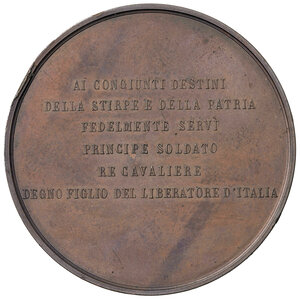 AI CONGIUNTI DESTINI
DELLA STIRPE E DELLA PATRIA
FEDELMENTE SERVÌ
PRINCIPE SOLDATO
RE CAVALIERE
DEGNO FIGLIO DEL LIBERATORE D'ITALIA